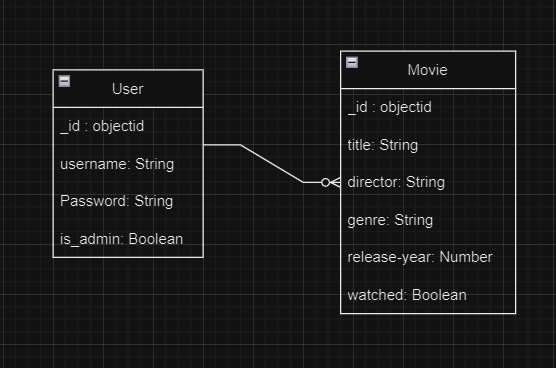 User
_id : objectid
username: String
Password: String
is_admin: Boolean
Movie
_id : objectid
title: String
director: String
genre: String
release-year: Number
watched: Boolean